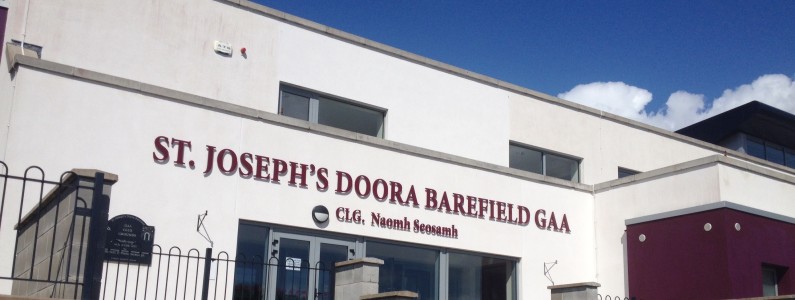 ST. JOSEPH'S DOORA BAREFIELD GAA
CLG. Naomh Seosamh